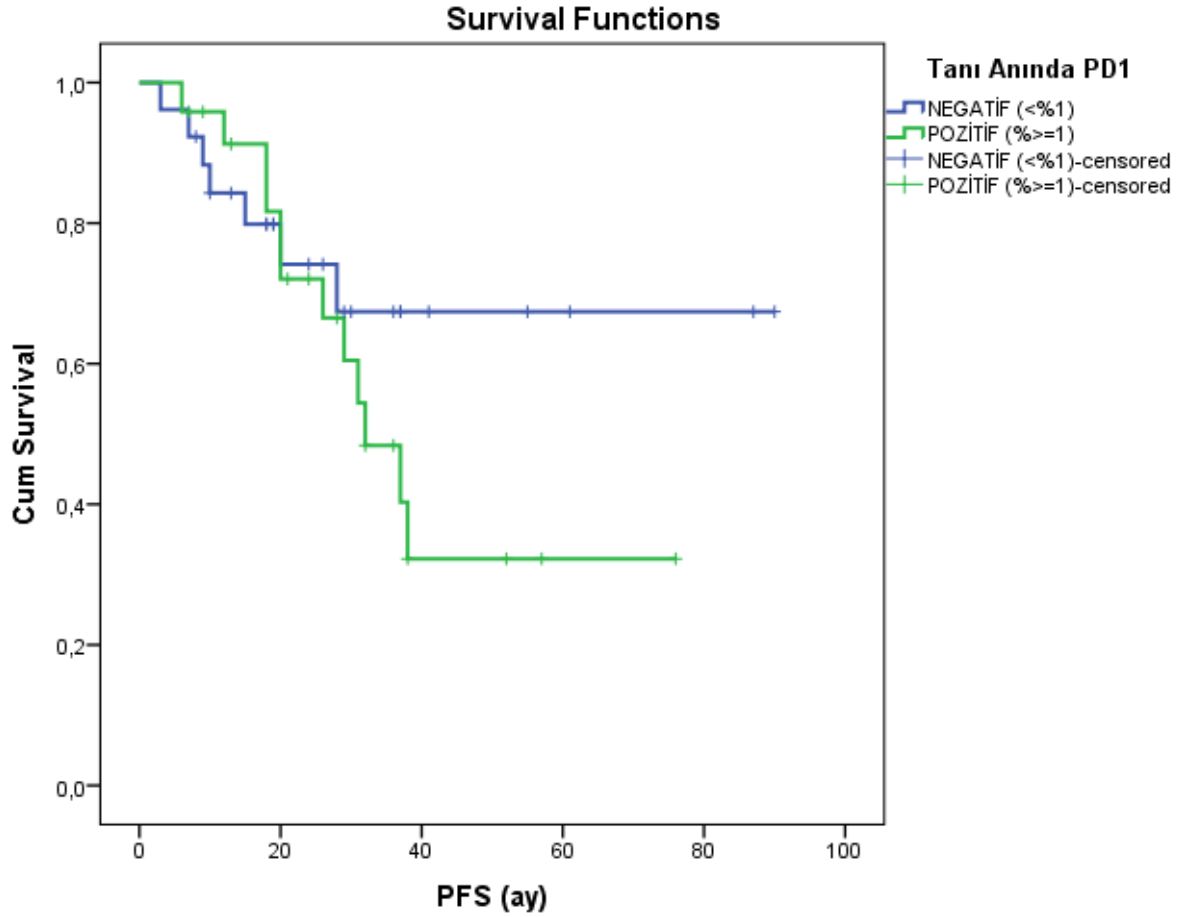 Survival Functions
Tanı Anında PD1
NEGATİF (<%1)
POZİTİF (%>=1)
NEGATİF (<%1)-censored
POZİTİF (%>=1)-censored
Cum Survival
1,0
0,8
0,6
0,4
0,2
0,0
0 20 40 60 80 100
PFS (ay)